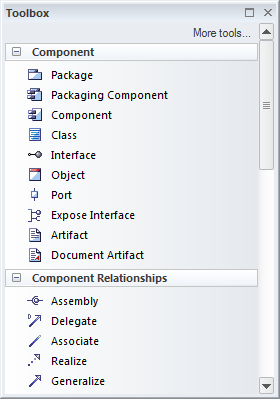 Toolbox
More tools...
Component
Package
Packaging Component
Component
Class
Interface
Object
Port
Expose Interface
Artifact
Document Artifact
Component Relationships
Assembly
Delegate
Associate
Realize
Generalize